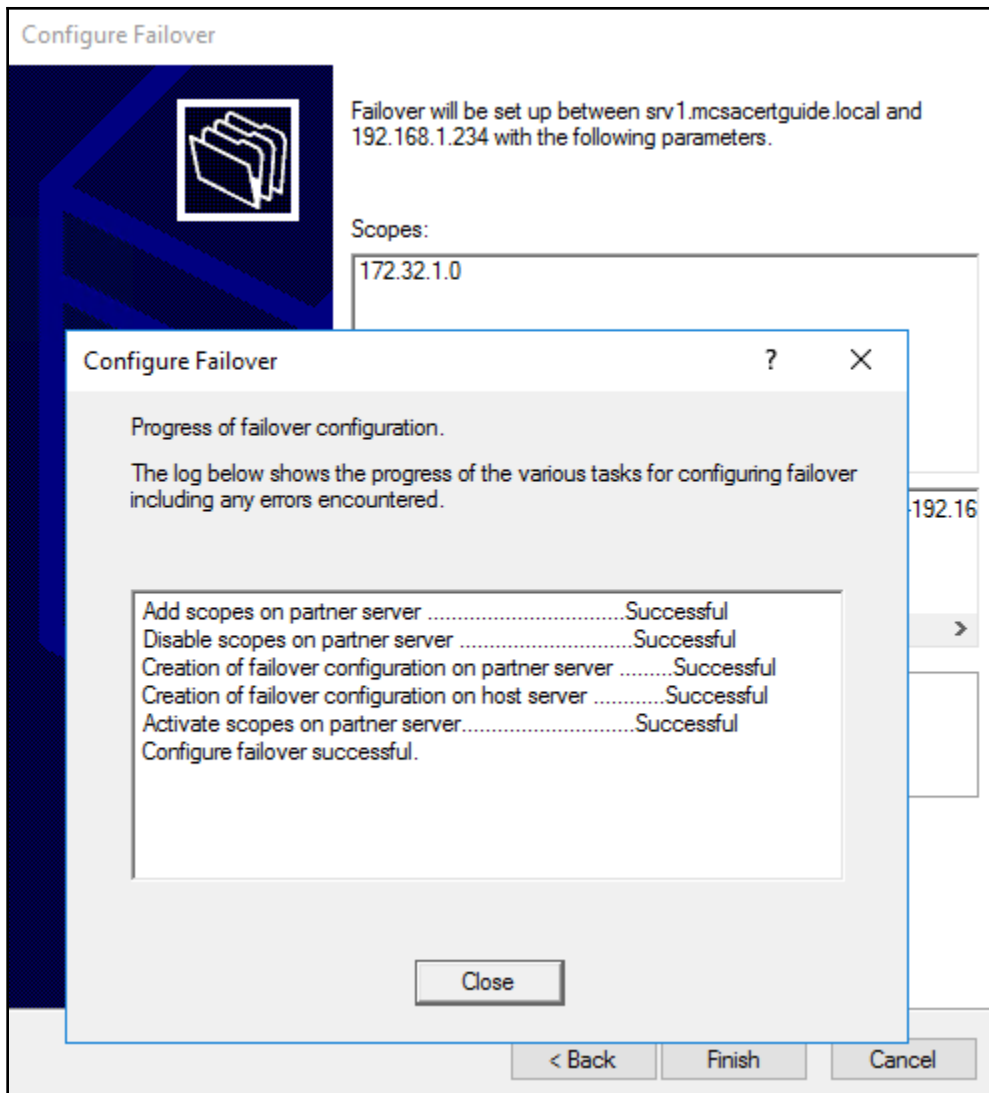 Configure Failover
Failover will be set up between srv1.mcsacertguide.local and
192.168.1.234 with the following parameters.
Scopes:
172.32.1.0
Configure Failover
?
Progress of failover configuration.
The log below shows the progress of the various tasks for configuring failover
including any errors encountered.
-192.16
Add scopes on partner server ................................Successful
Disable scopes on partner server ............................Successful
Creation of failover configuration on partner server .........Successful
Creation of failover configuration on host server ............Successful
Activate scopes on partner server.............................Successful
Configure failover successful.
Close
< Back
Finish
Cancel